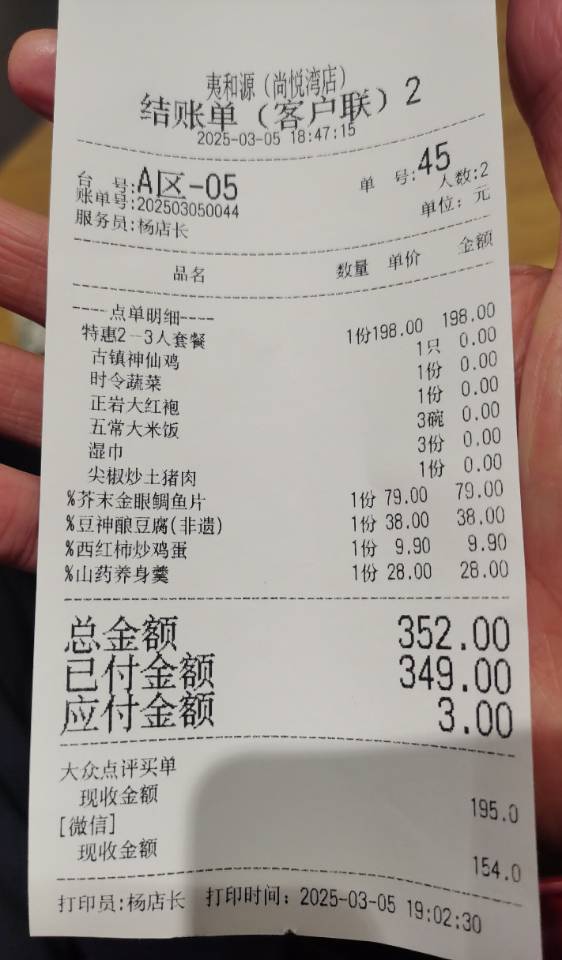 夷和源（尚悦湾店）
结账单（客户联）2
2025-03-05 18:47:15
台 号:A区-05 单 号:45
账单号:202503050044 人数:2
服务员:杨店长 单位: 元
品名 数量 单价 金额
----点单明细----
特惠2-3人套餐 1份198.00 198.00
古镇神仙鸡 1只 0.00
时令蔬菜 1份 0.00
正岩大红袍 1份 0.00
五常大米饭 3碗 0.00
湿巾 3份 0.00
尖椒炒土猪肉 1份 0.00
%芥末金眼鲷鱼片 1份 79.00 79.00
%豆神酿豆腐(非遗) 1份 38.00 38.00
%西红柿炒鸡蛋 1份 9.90 9.90
%山药养身羹 1份 28.00 28.00
总金额 352.00
已付金额 349.00
应付金额 3.00
大众点评买单
现收金额 195.0
[微信]
现收金额 154.0
打印员:杨店长 打印时间: 2025-03-05 19:02:30